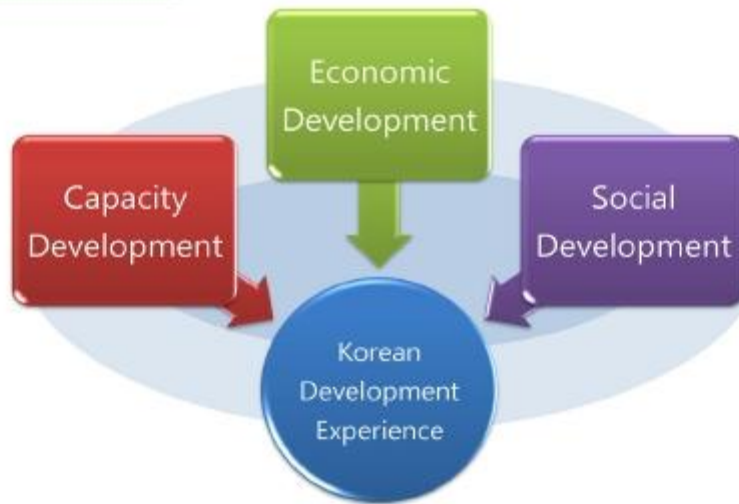 Economic
Development
Capacity
Development
Social
Development
Korean
Development
Experience